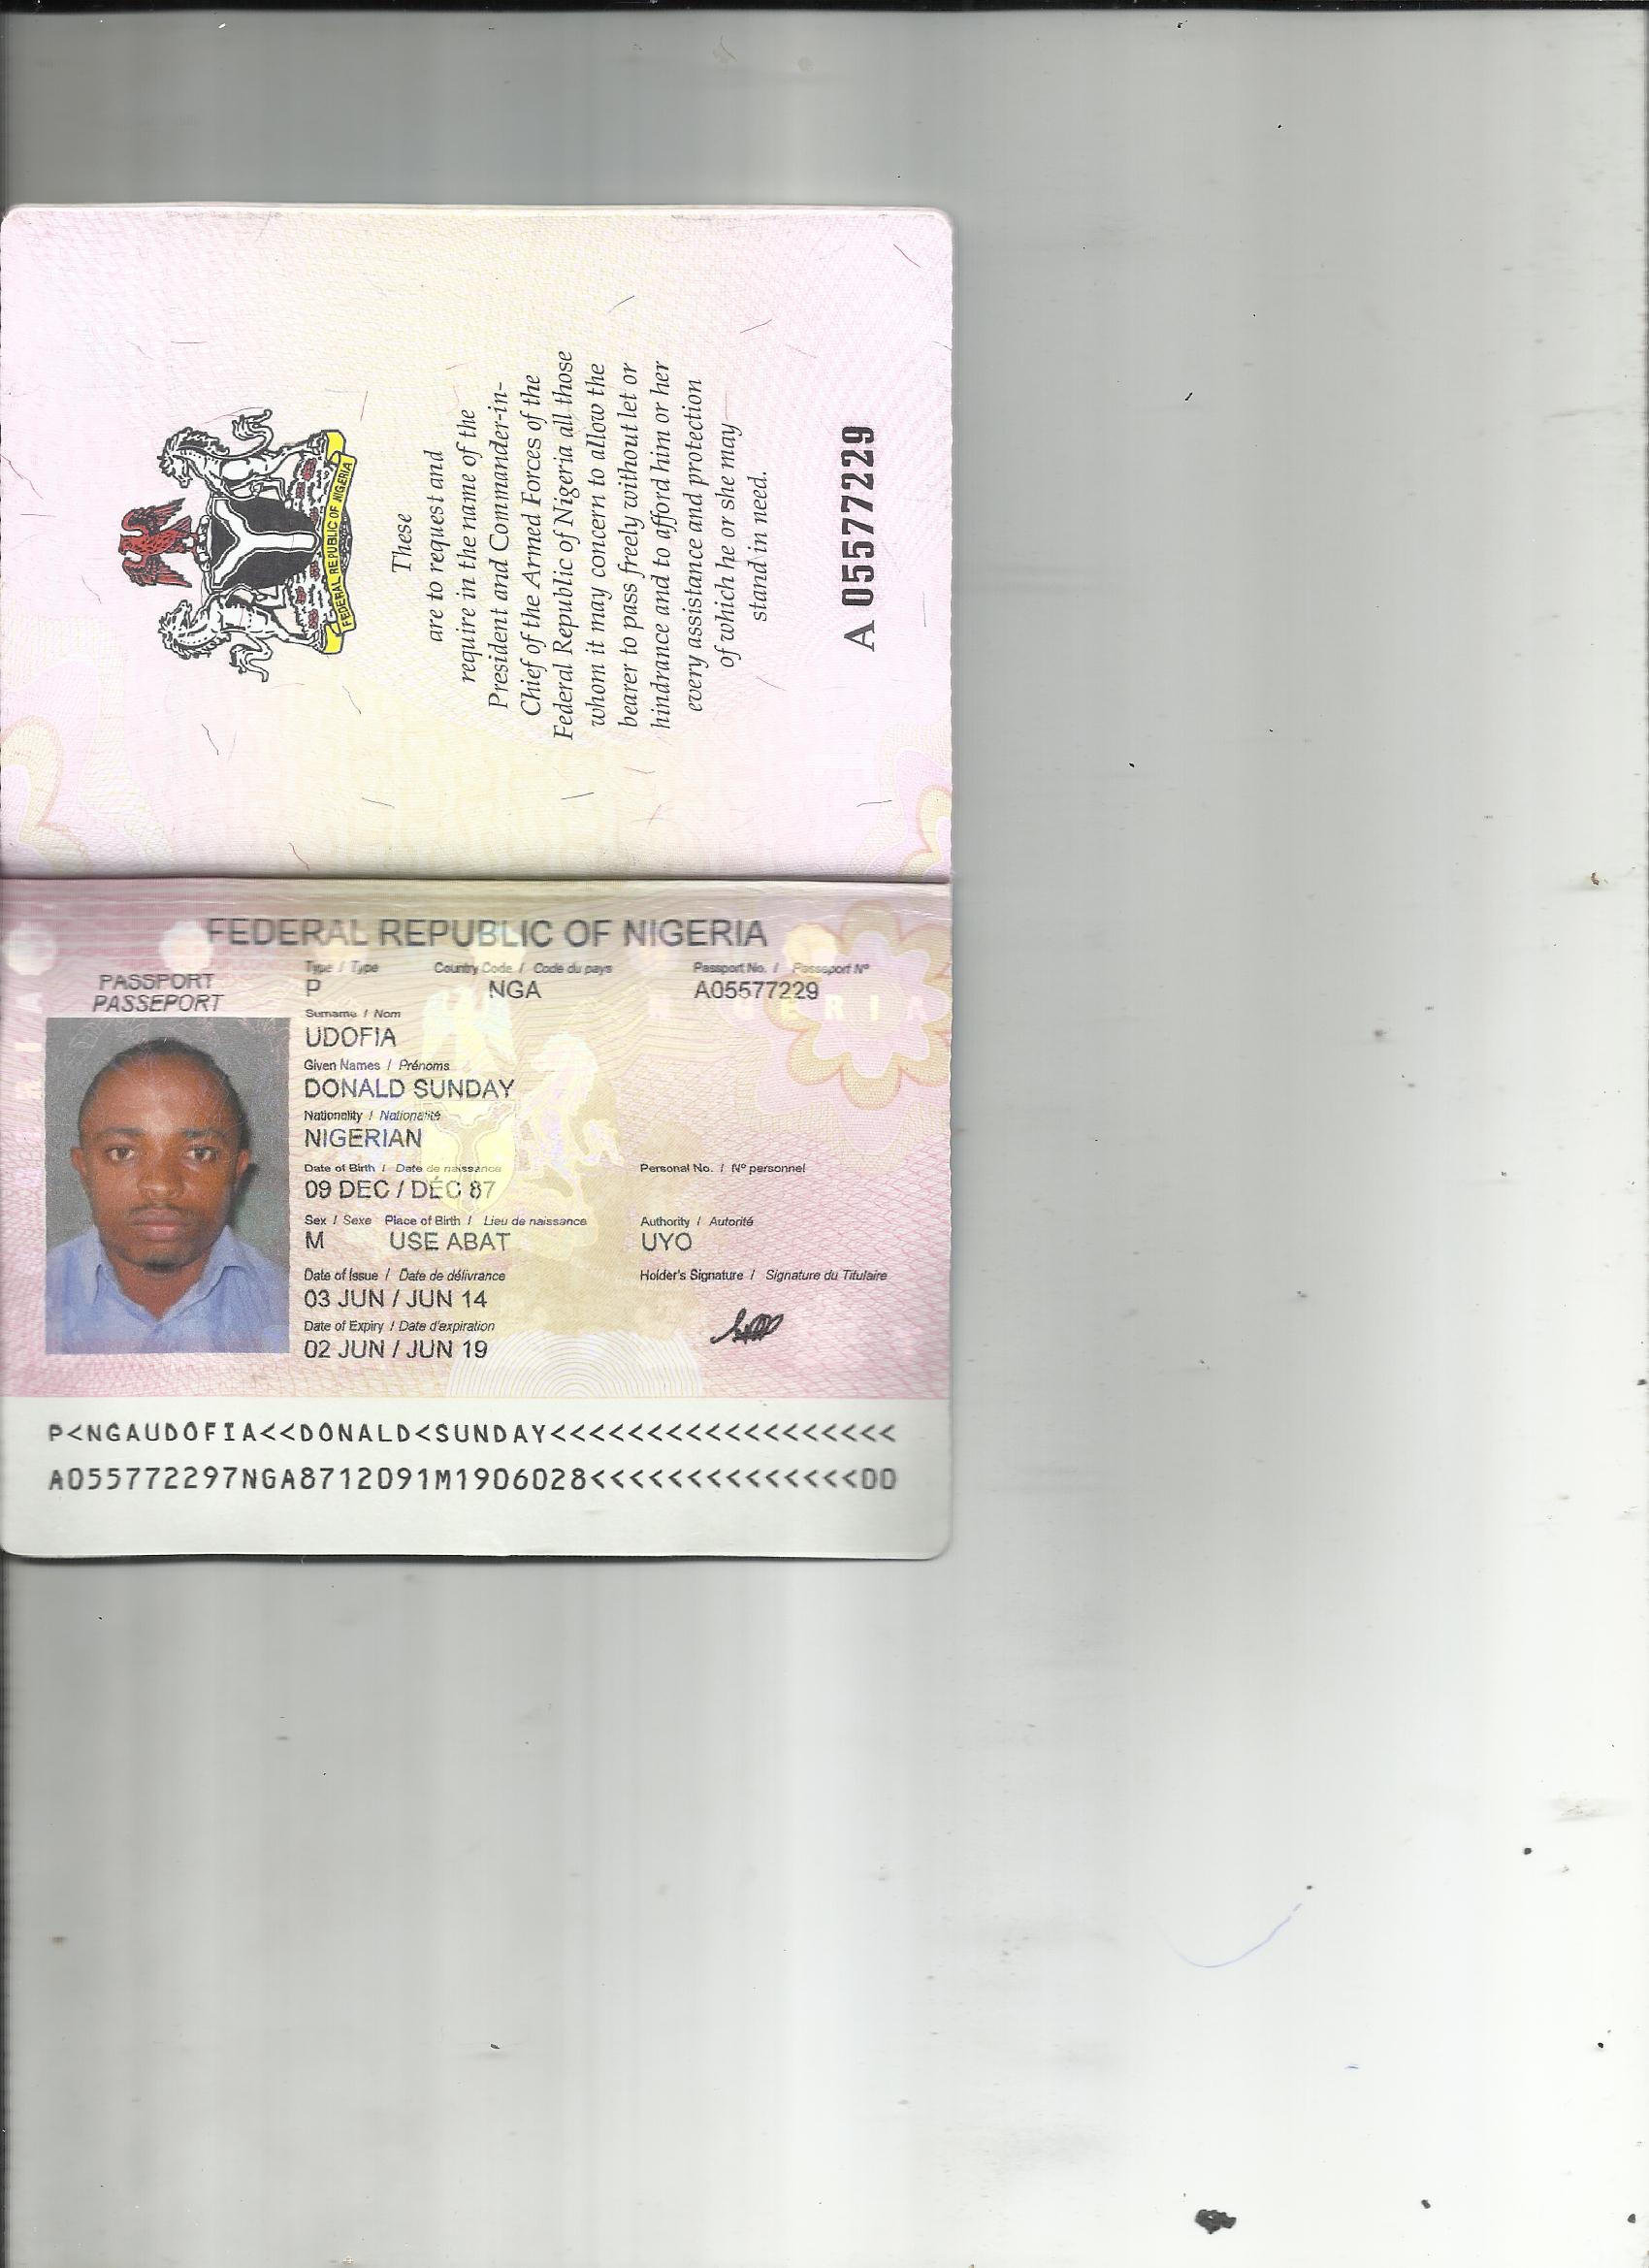 FEDERAL REPUBLIC OF NIGERIA
These
are to request and
require in the name of the
President and Commander-in-
Chief of the Armed Forces of the
Federal Republic of Nigeria all those
whom it may concern to allow the
bearer to pass freely without let or
hindrance and to afford him or her
every assistance and protection
of which he or she may
stand in need.
A 05577229
FEDERAL REPUBLIC OF NIGERIA
PASSPORT
PASSEPORT
Type / Type Country Code / Code du pays Passport No. / Passeport Nº
P NGA A05577229
Surname / Nom
UDOFIA
Given Names / Prénoms
DONALD SUNDAY
Nationality / Nationalité
NIGERIAN
Date of Birth / Date de naissance Personal No. / Nº personnel
09 DEC / DÉC 87
Sex / Sexe Place of Birth / Lieu de naissance Authority / Autorité
M USE ABAT UYO
Date of Issue / Date de délivrance Holder's Signature / Signature du Titulaire
03 JUN / JUN 14
Date of Expiry / Date d'expiration
02 JUN / JUN 19
P<NGAUDOFIA<<DONALD<SUNDAY<<<<<<<<<<<<<<<<<<
A055772297NGA8712091M1906028<<<<<<<<<<<<<<00